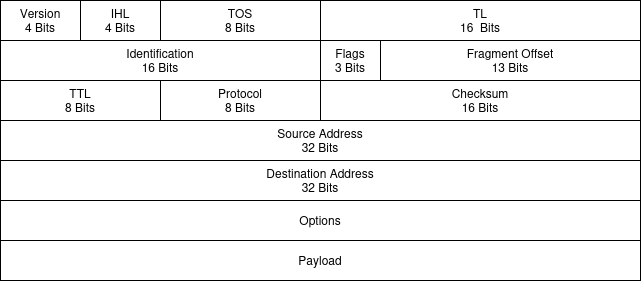 Version
4 Bits
IHL
4 Bits
TOS
8 Bits
TL
16 Bits
Identification
16 Bits
Flags
3 Bits
Fragment Offset
13 Bits
TTL
8 Bits
Protocol
8 Bits
Checksum
16 Bits
Source Address
32 Bits
Destination Address
32 Bits
Options
Payload